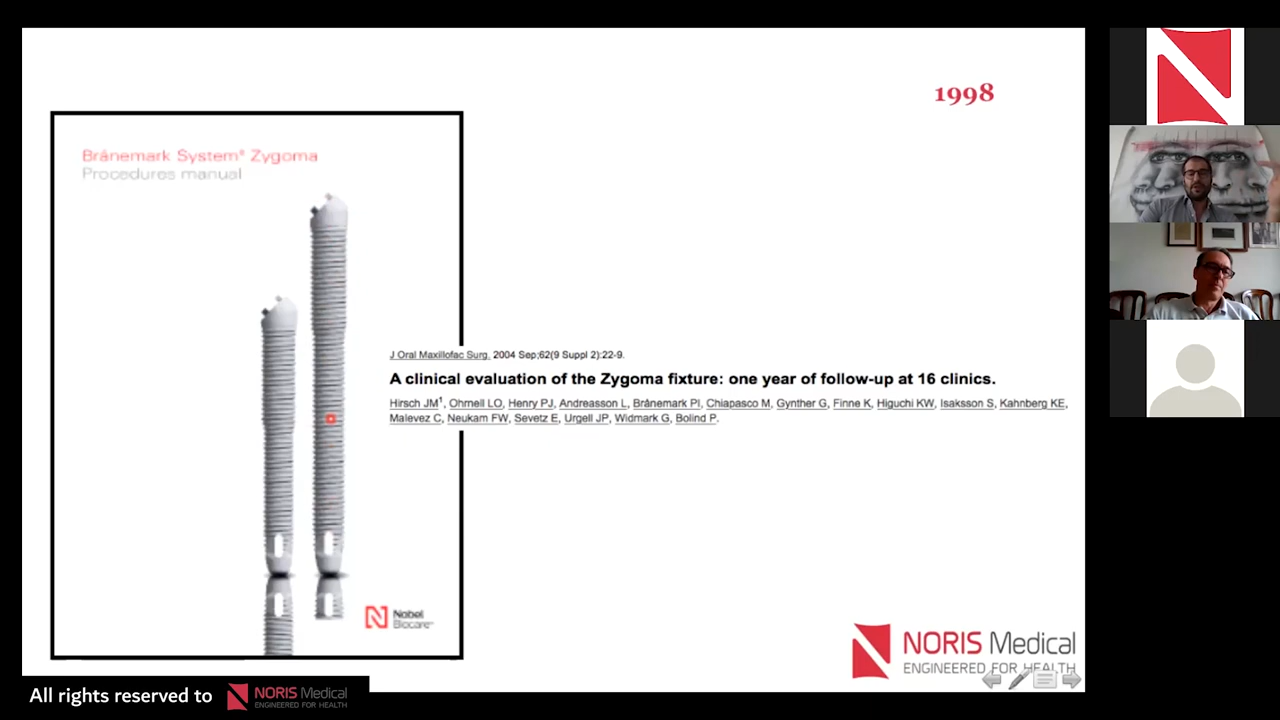 1998
Brånemark System® Zygoma
Procedures manual
J Oral Maxillofac Surg. 2004 Sep;62(9 Suppl 2):22-9.
A clinical evaluation of the Zygoma fixture: one year of follow-up at 16 clinics.
Hirsch JM1, Ohrnell LO, Henry PJ, Andreasson L, Brånemark PI, Chiapasco M, Gynther G, Finne K, Higuchi KW, Isaksson S, Kahnberg KE,
Malevez C, Neukam FW, Sevetz E, Urgell JP, Widmark G, Bolind P.
Nobel
Biocare™
NORIS Medical
ENGINEERED FOR HEALTH
All rights reserved to NORIS Medical
ENGINEERED FOR HEALTH